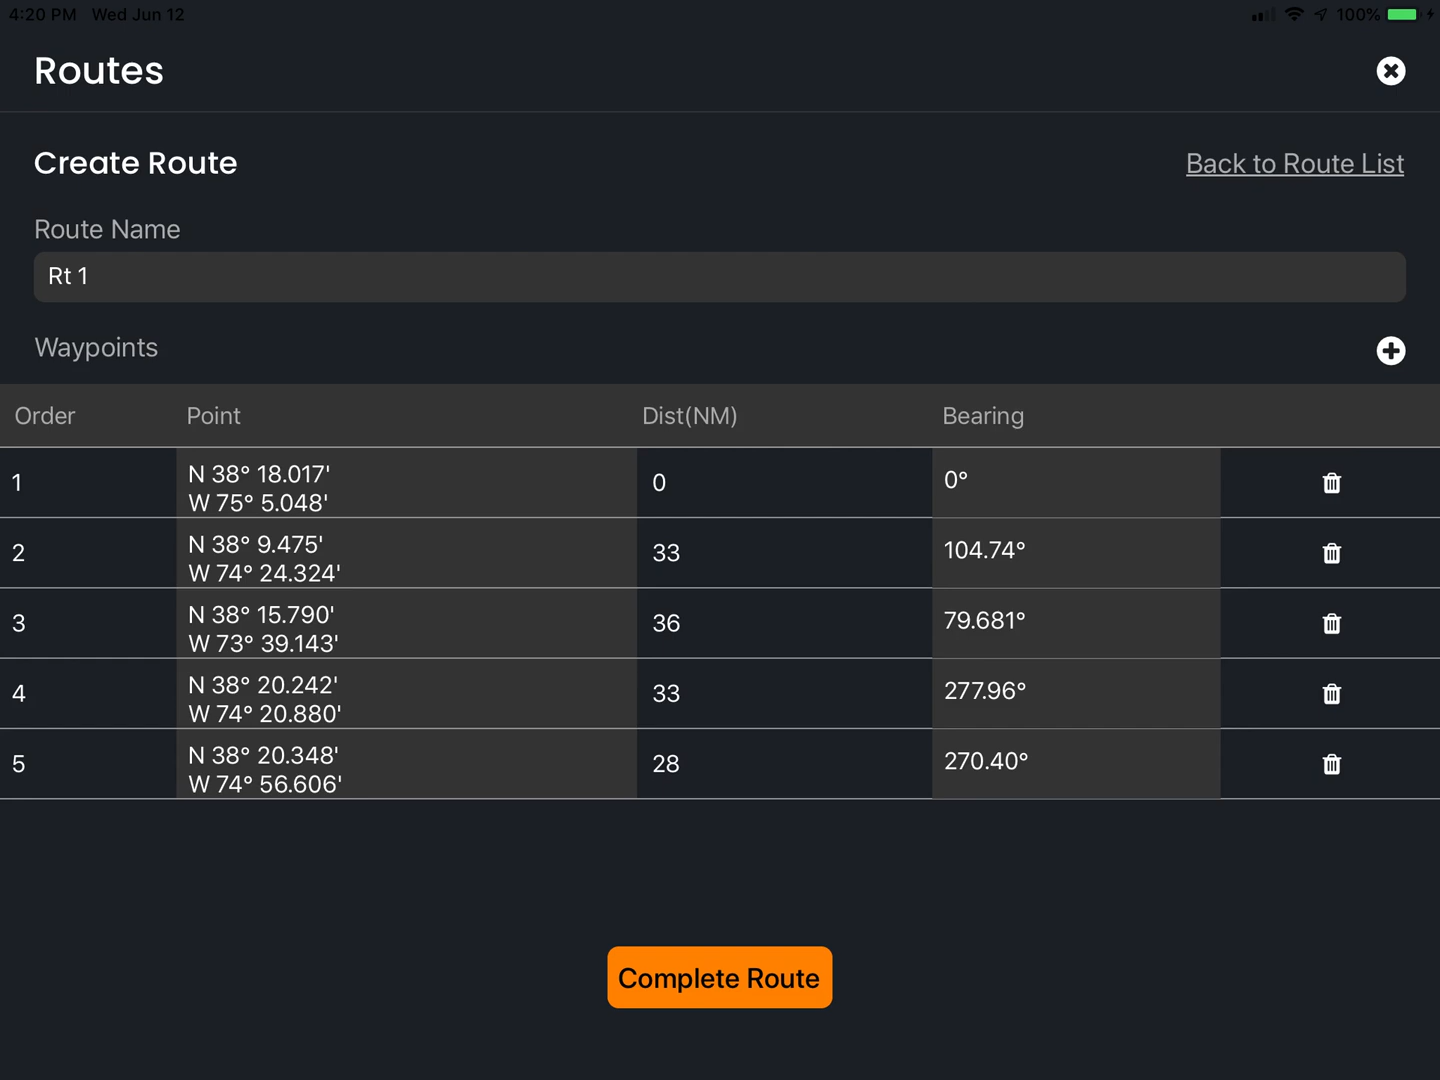 4:20 PM Wed Jun 12 100%
Routes
Create Route Back to Route List
Route Name
Rt 1
Waypoints
Order Point Dist(NM) Bearing
1 N 38° 18.017' 0 0°
W 75° 5.048'
2 N 38° 9.475' 33 104.74°
W 74° 24.324'
3 N 38° 15.790' 36 79.681°
W 73° 39.143'
4 N 38° 20.242' 33 277.96°
W 74° 20.880'
5 N 38° 20.348' 28 270.40°
W 74° 56.606'
Complete Route